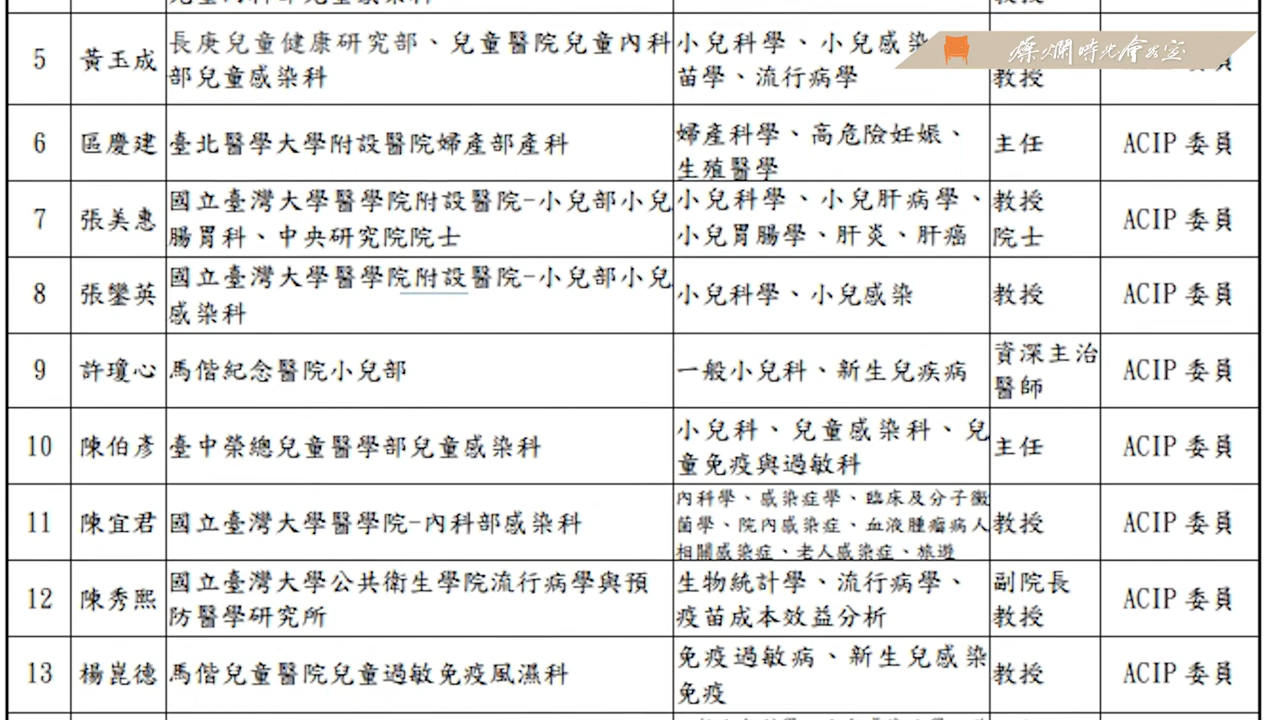 5 黃玉成 長庚兒童健康研究部、兒童醫院兒童內科 小兒科學、小兒感
部兒童感染科 苗學、流行病學 教授
燦爛時光會客室
6 區慶建 臺北醫學大學附設醫院婦產部產科 婦產科學、高危險妊娠、 主任 ACIP 委員
生殖醫學
7 張美惠 國立臺灣大學醫學院附設醫院-小兒部小兒 小兒科學、小兒肝病學、 教授 ACIP 委員
腸胃科、中央研究院院士 小兒胃腸學、肝炎、肝癌 院士
8 張鑾英 國立臺灣大學醫學院附設醫院-小兒部小兒 小兒科學、小兒感染 教授 ACIP 委員
感染科
9 許瓊心 馬偕紀念醫院小兒部 一般小兒科、新生兒疾病 資深主治 ACIP 委員
醫師
10 陳伯彥 臺中榮總兒童醫學部兒童感染科 小兒科、兒童感染科、兒 主任 ACIP 委員
童免疫與過敏科
11 陳宜君 國立臺灣大學醫學院-內科部感染科 內科學、感染症學、臨床及分子黴 教授 ACIP 委員
菌學、院內感染症、血液腫瘤病人
相關感染症、老人感染症、旅遊
12 陳秀熙 國立臺灣大學公共衛生學院流行病學與預 生物統計學、流行病學、 副院長 ACIP 委員
防醫學研究所 疫苗成本效益分析 教授
13 楊崑德 馬偕兒童醫院兒童過敏免疫風濕科 免疫過敏病、新生兒感染 教授 ACIP 委員
免疫